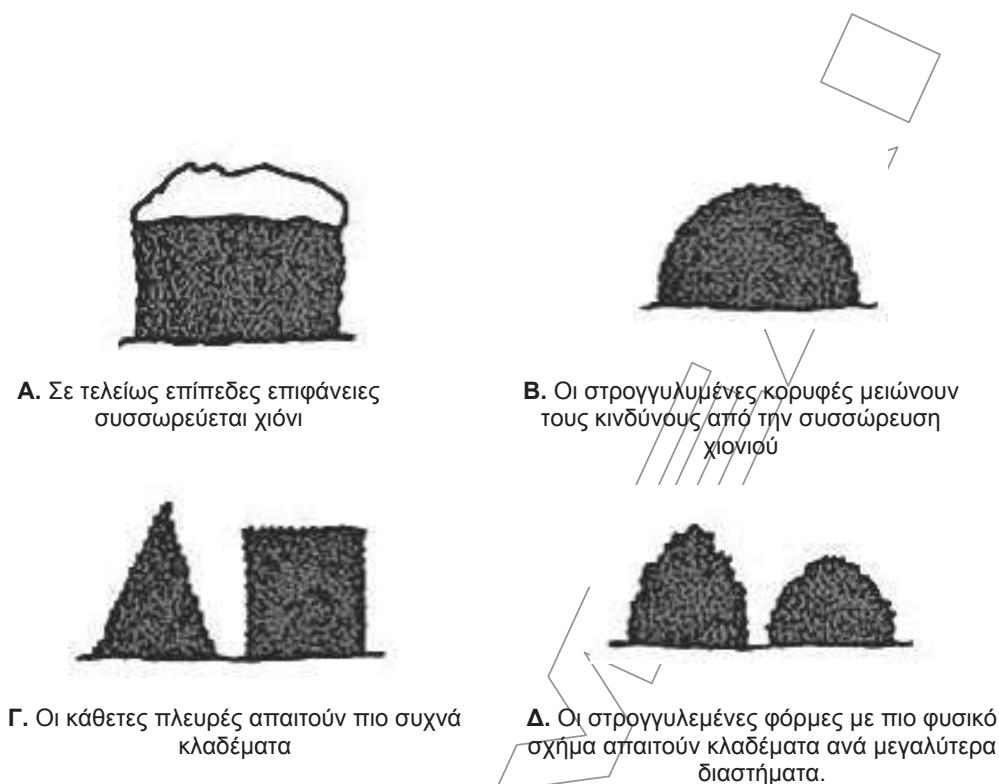 Α. Σε τελείως επίπεδες επιφάνειες
συσσωρεύεται χιόνι
Β. Οι στρογγυλυμένες κορυφές μειώνουν
τους κινδύνους από την συσσώρευση
χιονιού
Γ. Οι κάθετες πλευρές απαιτούν πιο συχνά
κλαδέματα
Δ. Οι στρογγυλεμένες φόρμες με πιο φυσικό
σχήμα απαιτούν κλαδέματα ανά μεγαλύτερα
διαστήματα.